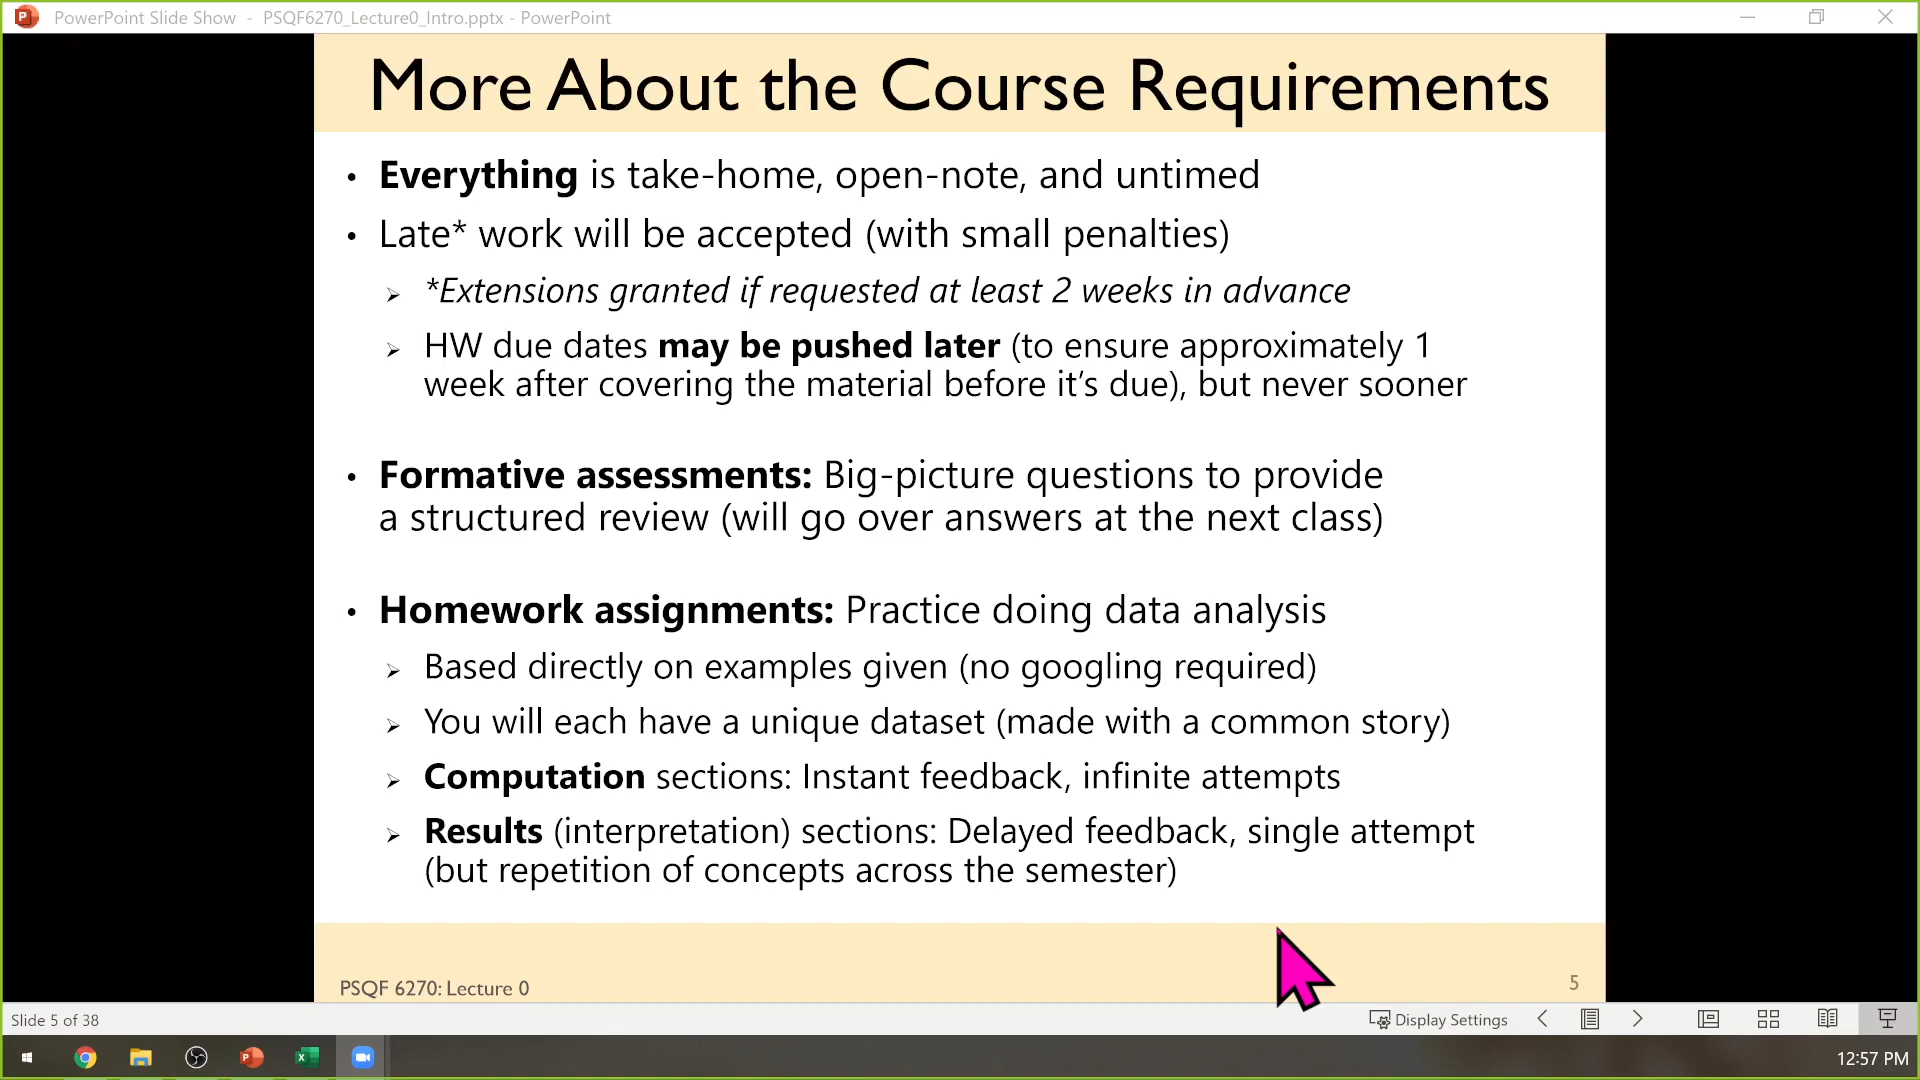 PowerPoint Slide Show - PSQF6270_Lecture0_Intro.pptx - PowerPoint
More About the Course Requirements
• Everything is take-home, open-note, and untimed
• Late* work will be accepted (with small penalties)
➢ *Extensions granted if requested at least 2 weeks in advance
➢ HW due dates may be pushed later (to ensure approximately 1
week after covering the material before it’s due), but never sooner
• Formative assessments: Big-picture questions to provide
a structured review (will go over answers at the next class)
• Homework assignments: Practice doing data analysis
➢ Based directly on examples given (no googling required)
➢ You will each have a unique dataset (made with a common story)
➢ Computation sections: Instant feedback, infinite attempts
➢ Results (interpretation) sections: Delayed feedback, single attempt
(but repetition of concepts across the semester)
PSQF 6270: Lecture 0
5
Slide 5 of 38
Display Settings
12:57 PM